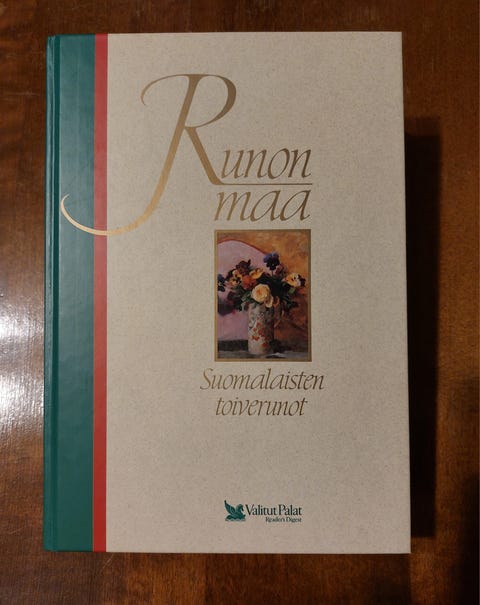 Runon
maa
Suomalaisten
toiverunot
Valitut Palat
Reader's Digest